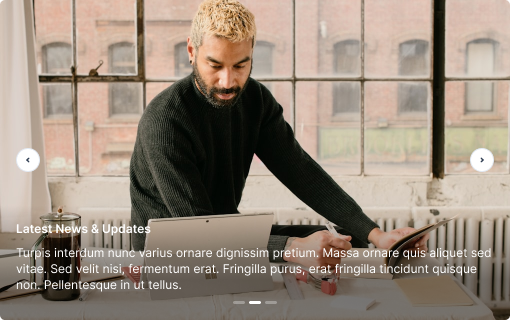 Latest News & Updates
Turpis interdum nunc varius ornare dignissim pretium. Massa ornare quis aliquet sed
vitae. Sed velit nisi, fermentum erat. Fringilla purus, erat fringilla tincidunt quisque
non. Pellentesque in ut tellus.